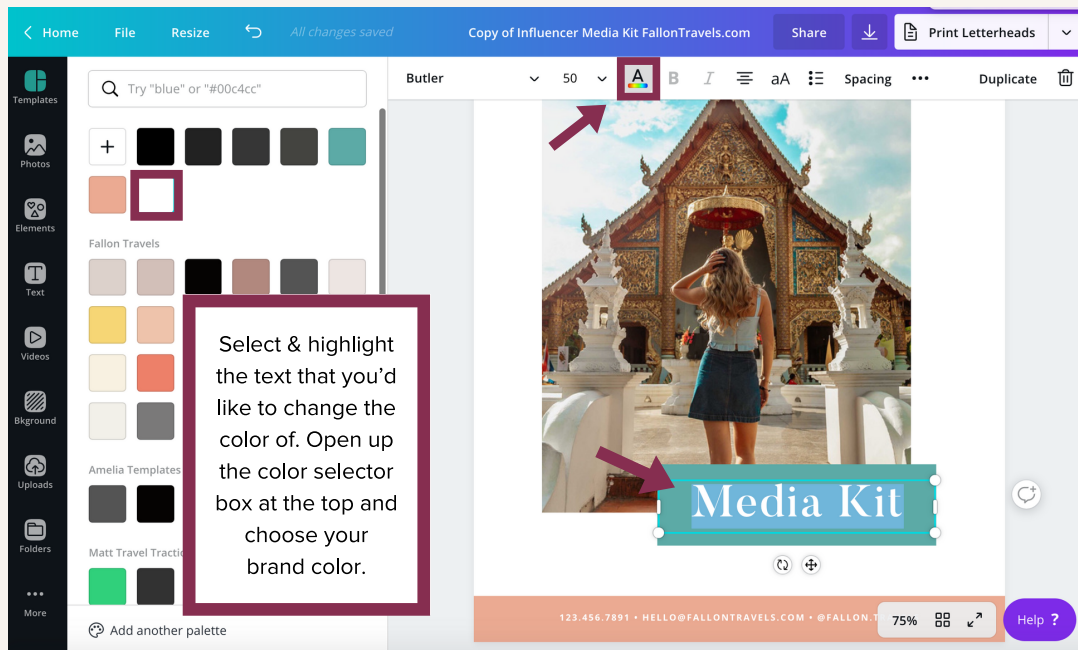 Home File Resize All changes saved Copy of Influencer Media Kit FallonTravels.com Share Print Letterheads
Templates
Photos
Elements
Text
Videos
Bkground
Uploads
Folders
More
Try "blue" or "#00c4cc"
Fallon Travels
Amelia Templates
Matt Travel Tractio
Add another palette
Select & highlight
the text that you’d
like to change the
color of. Open up
the color selector
box at the top and
choose your
brand color.
Butler 50 A B I aA Spacing Duplicate
Media Kit
123.456.7891 • HELLO@FALLONTRAVELS.COM • @FALLON.T
75% Help ?